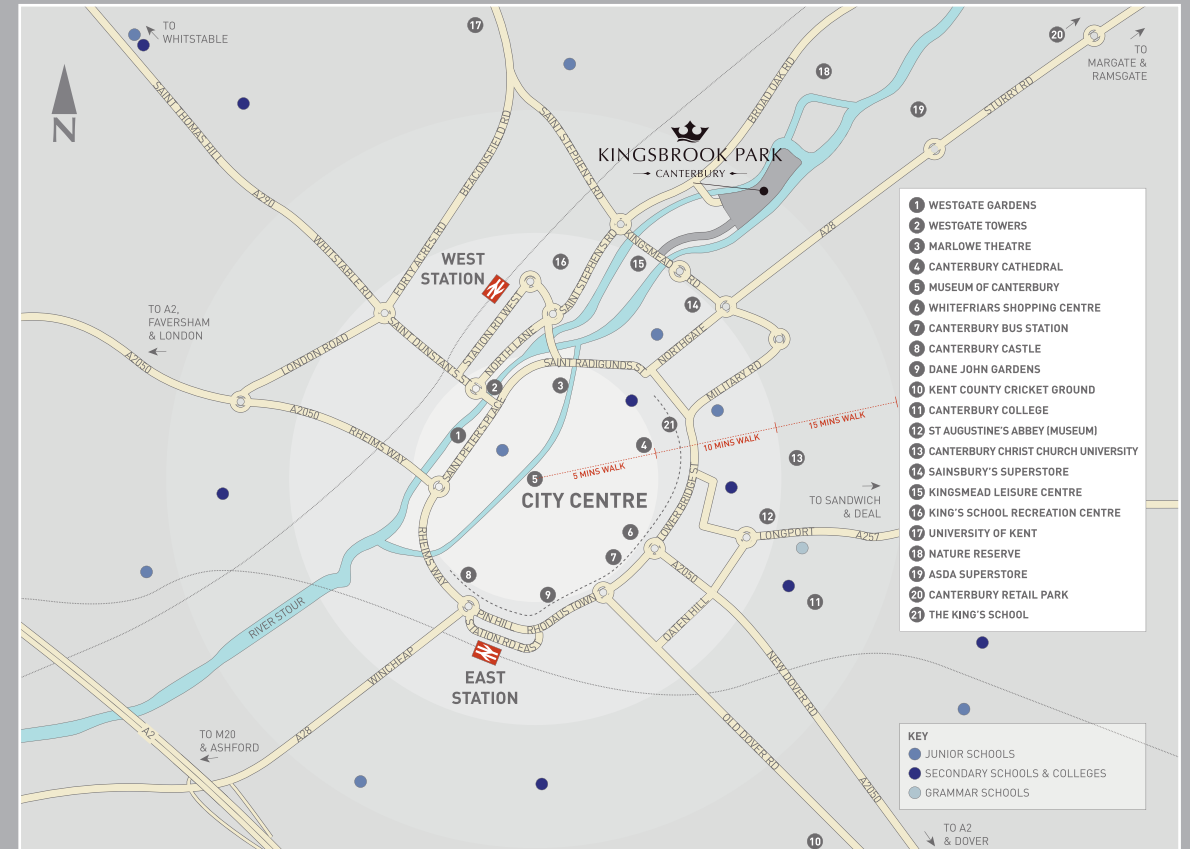 TO
WHITSTABLE
17
20
TO
MARGATE &
RAMSGATE
N
SAINT THOMAS HILL
A290
WHITSTABLE RD
BEACONSFIELD RD
FORTY ACRES RD
SAINT STEPHEN'S RD
BROAD OAK RD
18
19
STURRY RD
A28
KINGSBROOK PARK
CANTERBURY
KINGSMEAD RD
WEST
STATION
16
15
14
SAINT STEPHEN'S RD
STATION RD WEST
NORTH LANE
SAINT DUNSTAN'S ST
TO A2,
FAVERSHAM
& LONDON
A2050
LONDON ROAD
A2050
RHEIMS WAY
SAINT RADIGUNDS ST
NORTHGATE
MILITARY RD
2
3
1
SAINT PETERS PLACE
21
4
5
5 MINS WALK
10 MINS WALK
15 MINS WALK
13
CITY CENTRE
TO SANDWICH
& DEAL
12
LONGPORT
A257
LOWER BRIDGE S
6
7
8
9
RHEIMS WAY
A2050
RHODAUS TOWN
PIN HILL
TATION RD EAST
OATEN HILL
11
RIVER STOUR
EAST
STATION
WINCHEAP
A28
A2
TO M20
& ASHFORD
NEW DOVER RD
OLD DOVER RD
A2050
10
TO A2
& DOVER
1 WESTGATE GARDENS
2 WESTGATE TOWERS
3 MARLOWE THEATRE
4 CANTERBURY CATHEDRAL
5 MUSEUM OF CANTERBURY
6 WHITEFRIARS SHOPPING CENTRE
7 CANTERBURY BUS STATION
8 CANTERBURY CASTLE
9 DANE JOHN GARDENS
10 KENT COUNTY CRICKET GROUND
11 CANTERBURY COLLEGE
12 ST AUGUSTINE'S ABBEY (MUSEUM)
13 CANTERBURY CHRIST CHURCH UNIVERSITY
14 SAINSBURY'S SUPERSTORE
15 KINGSMEAD LEISURE CENTRE
16 KING'S SCHOOL RECREATION CENTRE
17 UNIVERSITY OF KENT
18 NATURE RESERVE
19 ASDA SUPERSTORE
20 CANTERBURY RETAIL PARK
21 THE KING'S SCHOOL
KEY
JUNIOR SCHOOLS
SECONDARY SCHOOLS & COLLEGES
GRAMMAR SCHOOLS